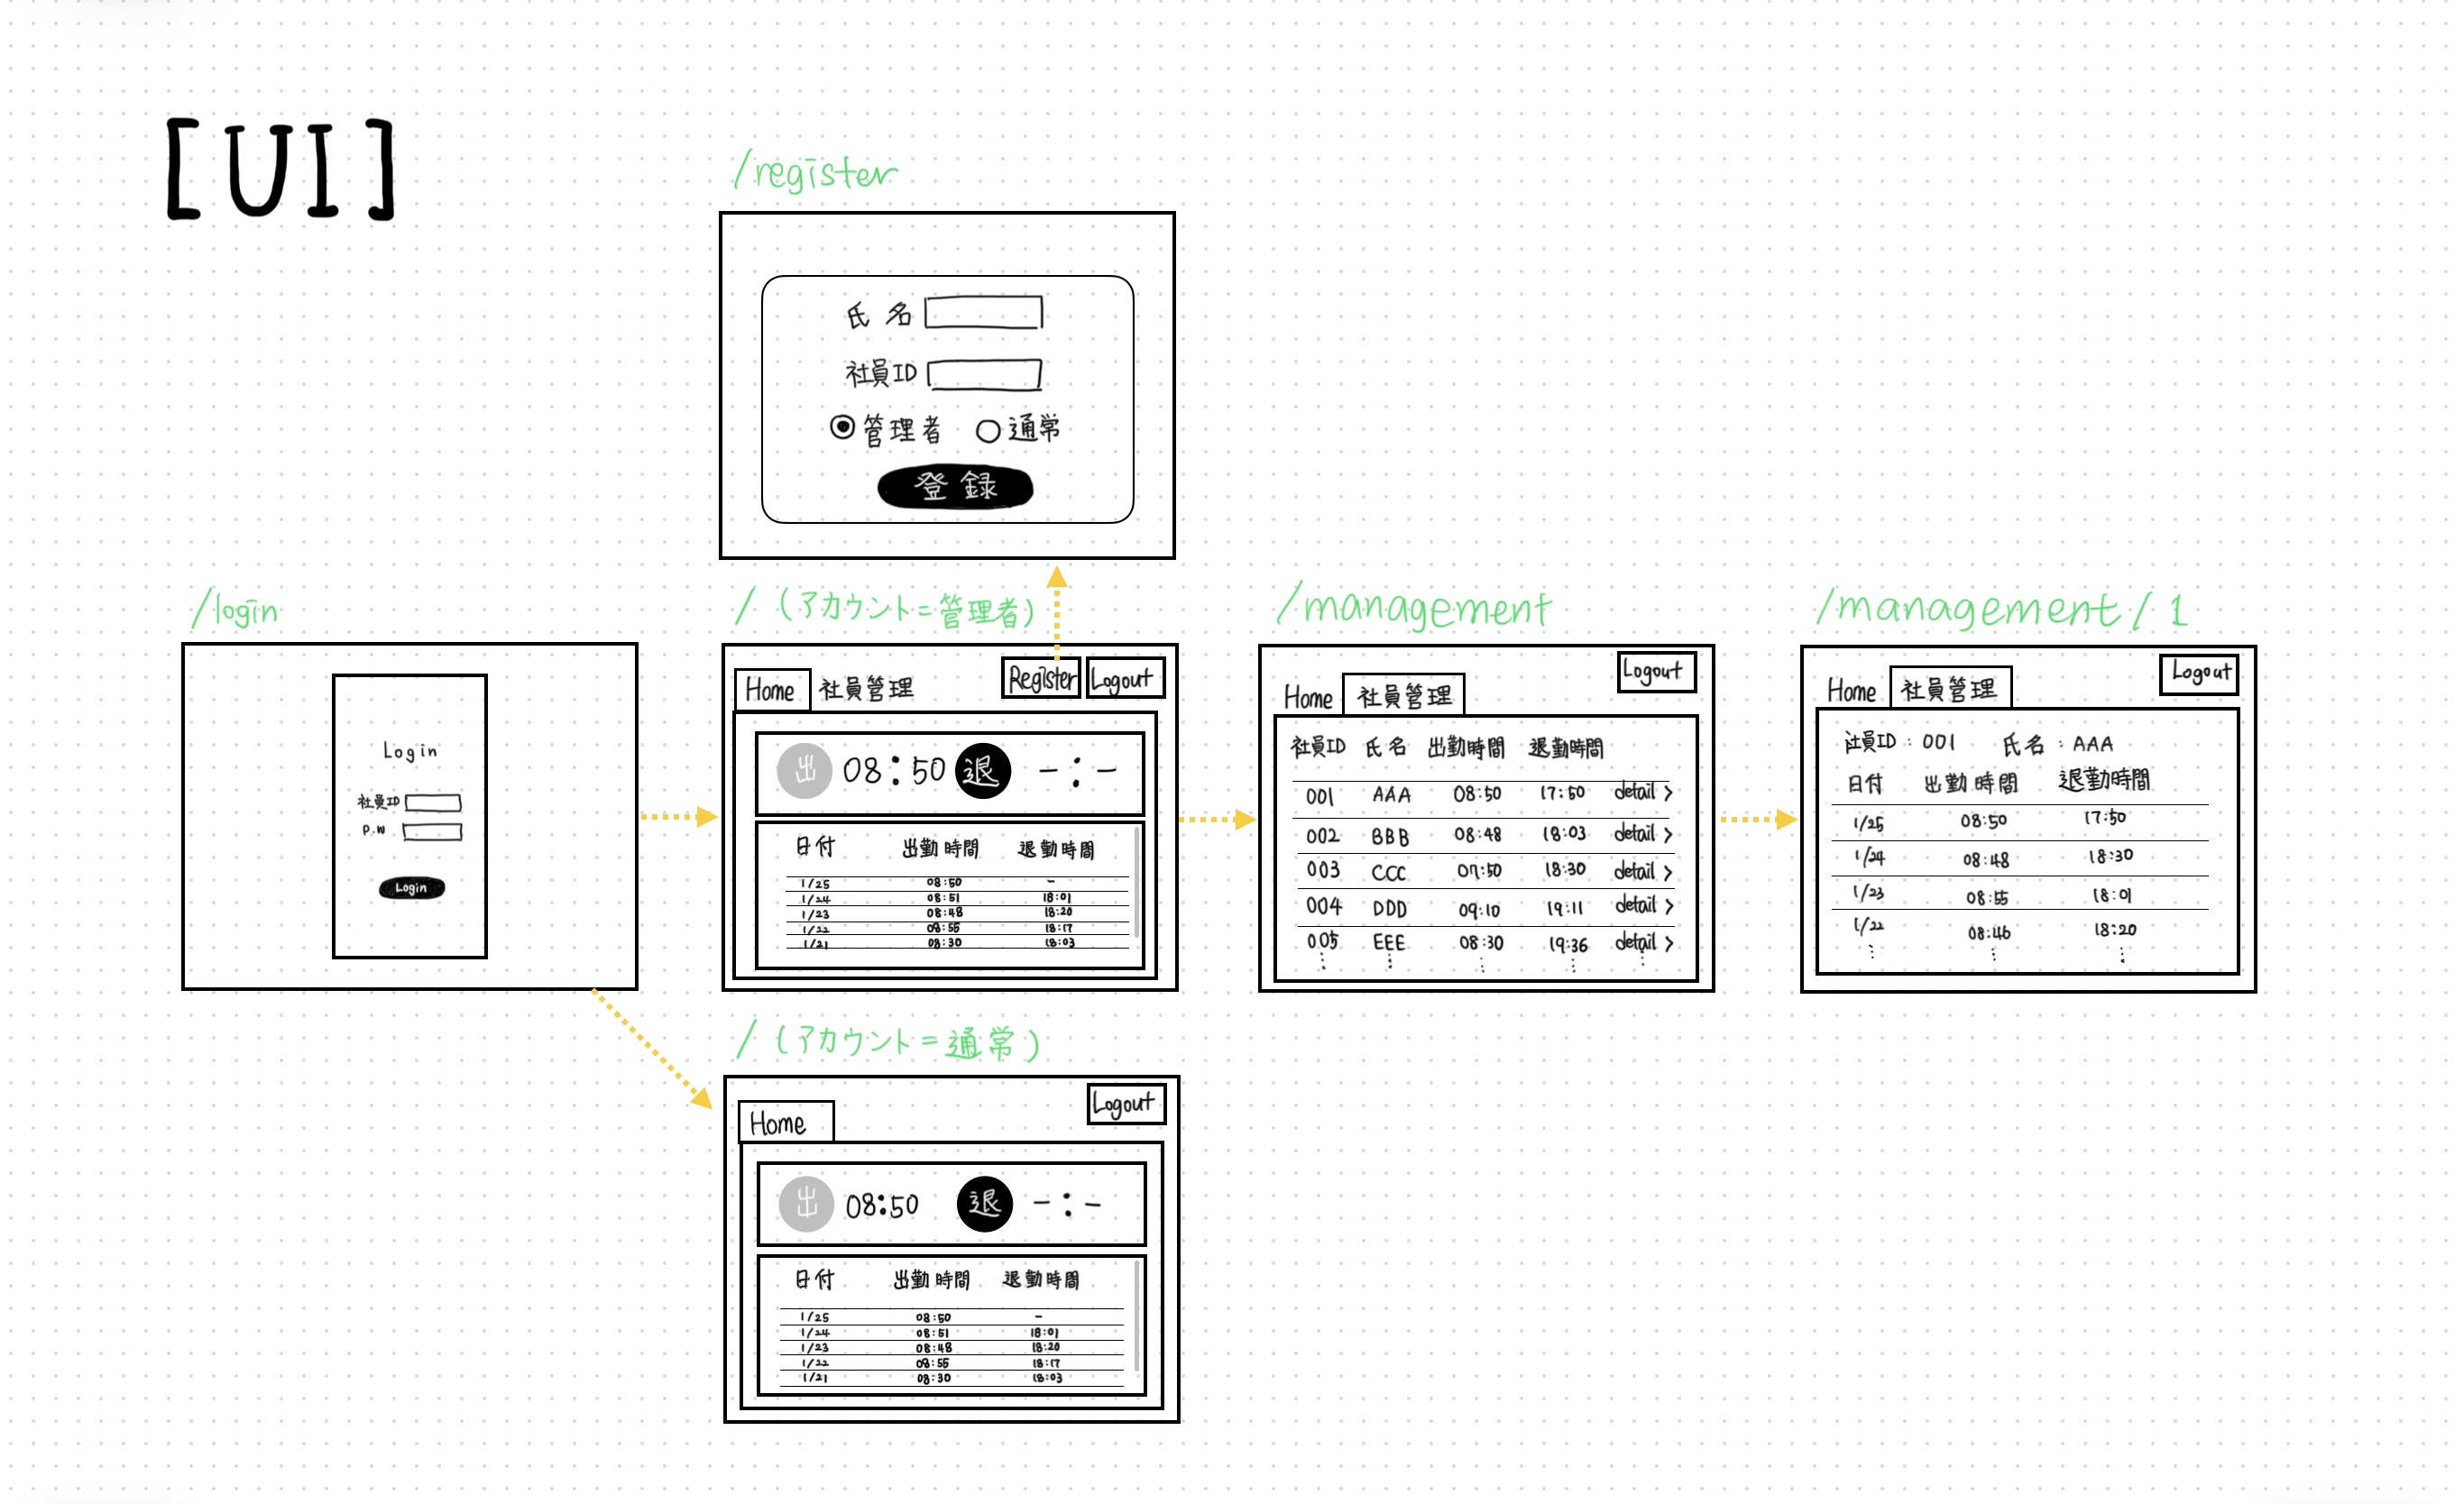 [UI]
/register
氏名
社員ID
管理者 通常
登録
/login
Login
社員ID
P.W
Login
/ (アカウント=管理者)
Home 社員管理 Register Logout
出 08:50 退 -:-
日付 出勤時間 退勤時間
1/25 08:50 -
1/24 08:51 18:01
1/23 08:48 18:20
1/22 08:55 18:17
1/21 08:30 18:03
/management
Logout
Home 社員管理
社員ID 氏名 出勤時間 退勤時間
001 AAA 08:50 17:50 detail >
002 BBB 08:48 18:03 detail >
003 CCC 07:50 18:30 detail >
004 DDD 09:10 19:11 detail >
005 EEE 08:30 19:36 detail >
/management/1
Logout
Home 社員管理
社員ID : 001 氏名 : AAA
日付 出勤時間 退勤時間
1/25 08:50 17:50
1/24 08:48 18:30
1/23 08:55 18:01
1/22 08:46 18:20
/ (アカウント=通常)
Logout
Home
出 08:50 退 -:-
日付 出勤時間 退勤時間
1/25 08:50 -
1/24 08:51 18:01
1/23 08:48 18:20
1/22 08:55 18:17
1/21 08:30 18:03